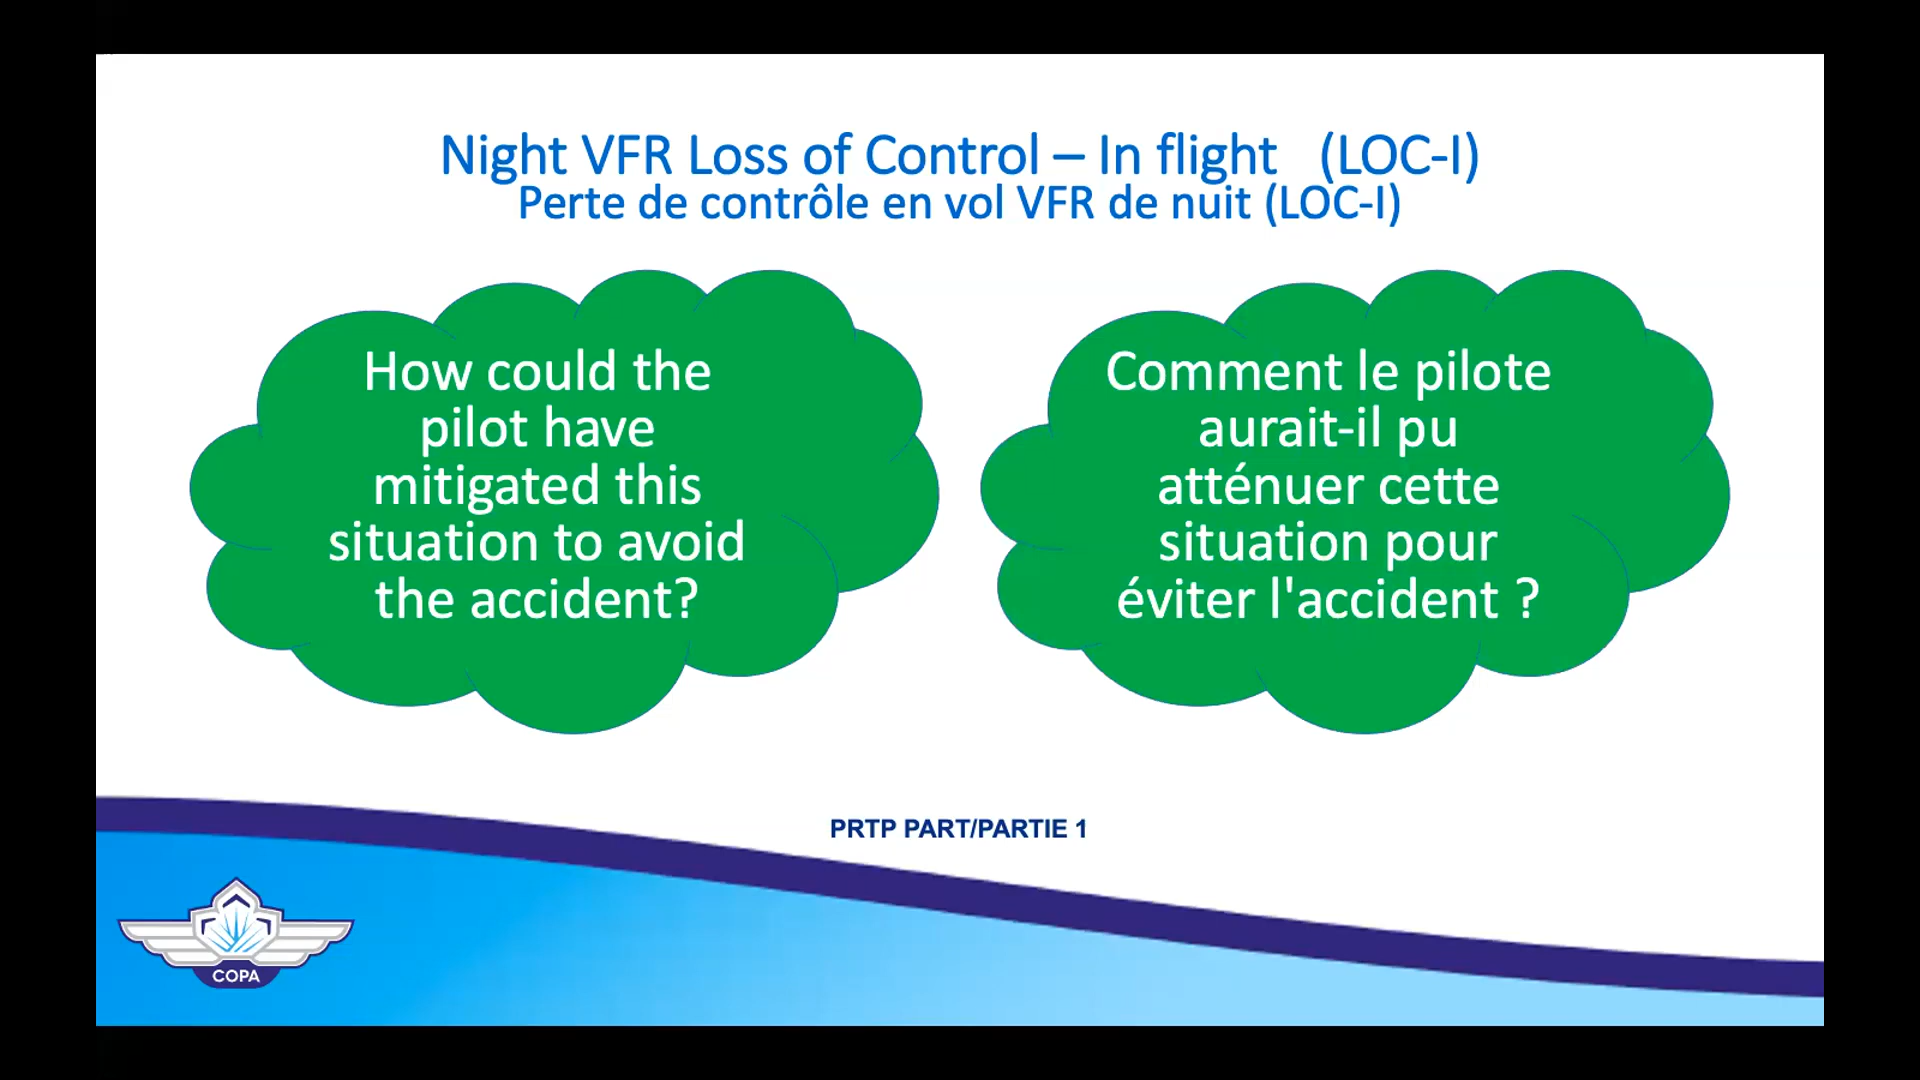 Night VFR Loss of Control – In flight (LOC-I)
Perte de contrôle en vol VFR de nuit (LOC-I)
How could the
pilot have
mitigated this
situation to avoid
the accident?
Comment le pilote
aurait-il pu
atténuer cette
situation pour
éviter l'accident ?
PRTP PART/PARTIE 1
COPA